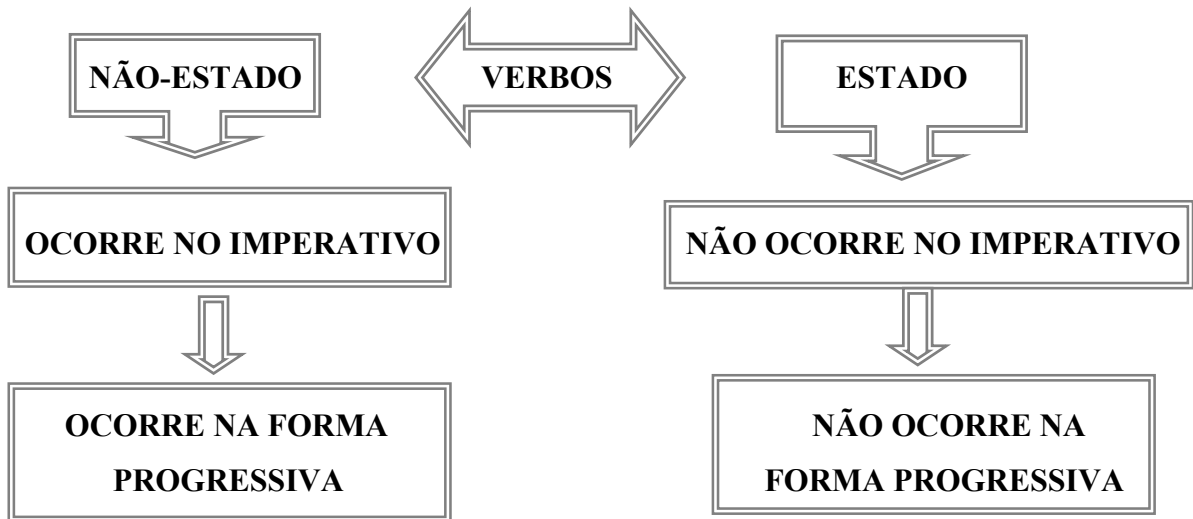 NÃO-ESTADO
VERBOS
ESTADO
OCORRE NO IMPERATIVO
NÃO OCORRE NO IMPERATIVO
OCORRE NA FORMA
PROGRESSIVA
NÃO OCORRE NA
FORMA PROGRESSIVA